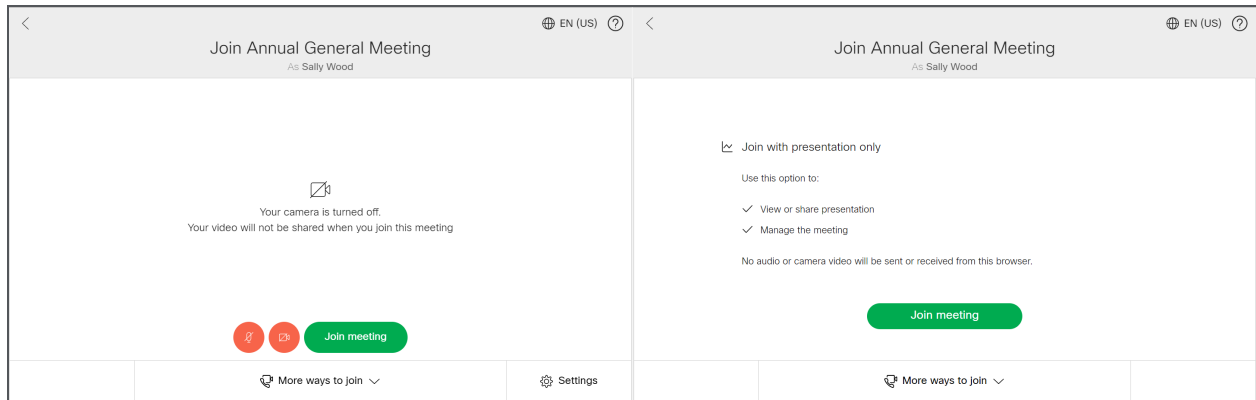 EN (US)
Join Annual General Meeting
As Sally Wood
Your camera is turned off.
Your video will not be shared when you join this meeting
Join meeting
More ways to join
Settings
EN (US)
Join Annual General Meeting
As Sally Wood
Join with presentation only
Use this option to:
View or share presentation
Manage the meeting
No audio or camera video will be sent or received from this browser.
Join meeting
More ways to join